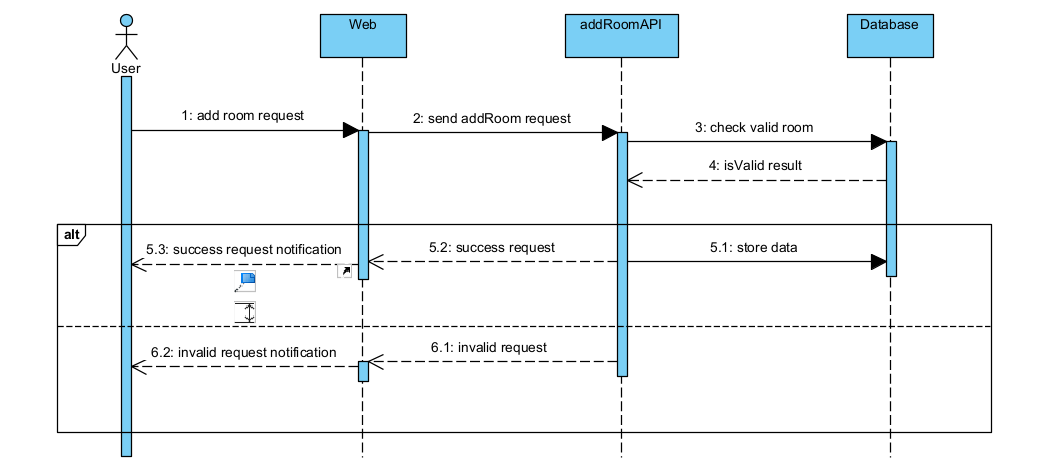 Web
addRoomAPI
Database
User
1: add room request
2: send addRoom request
3: check valid room
4: isValid result
alt
5.3: success request notification
5.2: success request
5.1: store data
6.2: invalid request notification
6.1: invalid request